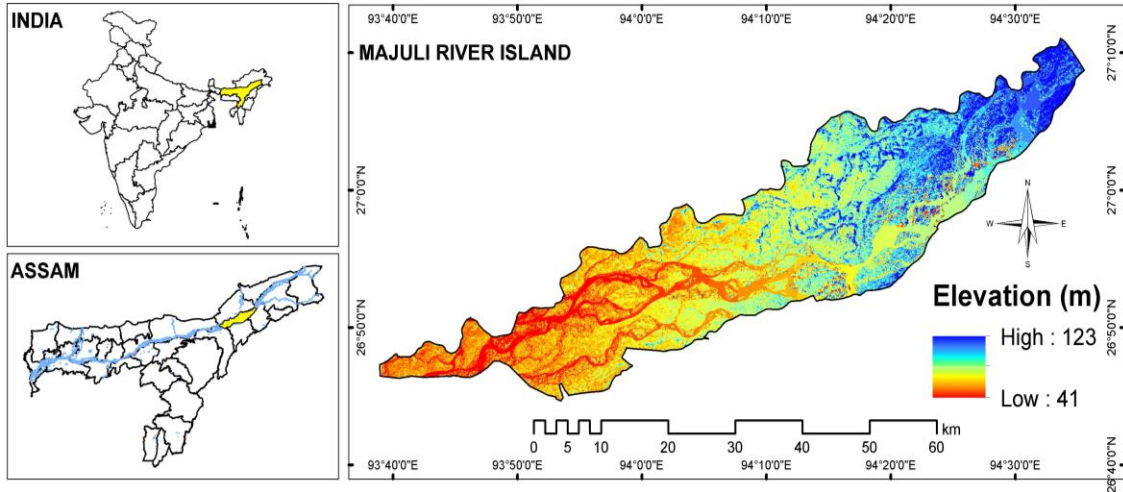 INDIA
ASSAM
MAJULI RIVER ISLAND
93°40'0"E 93°50'0"E 94°0'0"E 94°10'0"E 94°20'0"E 94°30'0"E
27°10'0"N
27°0'0"N
27°0'0"N
26°50'0"N
26°50'0"N
26°40'0"N
N
W E
S
Elevation (m)
High : 123
Low : 41
0 5 10 20 30 40 50 60 km
93°40'0"E 93°50'0"E 94°0'0"E 94°10'0"E 94°20'0"E 94°30'0"E